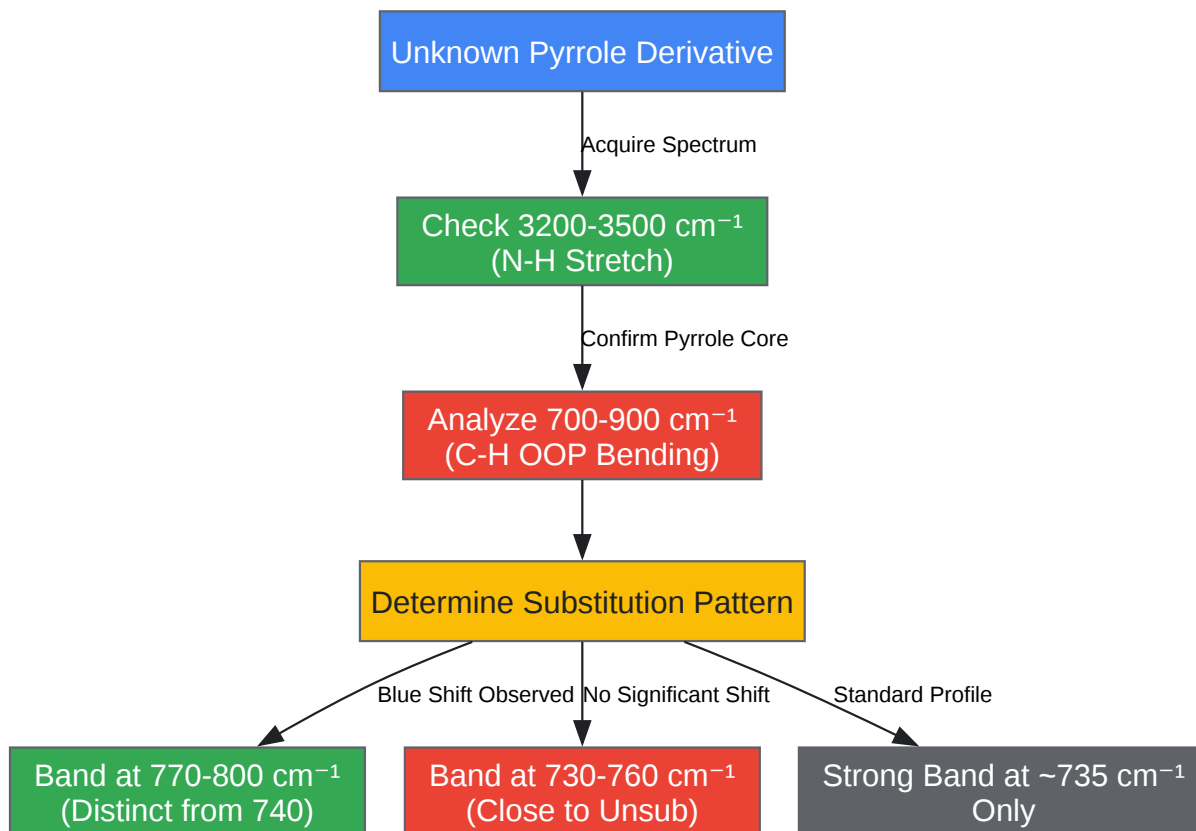 Unknown Pyrrole Derivative
Acquire Spectrum
Check 3200-3500 cm⁻¹
(N-H Stretch)
Confirm Pyrrole Core
Analyze 700-900 cm⁻¹
(C-H OOP Bending)
Determine Substitution Pattern
Blue Shift Observed
No Significant Shift
Standard Profile
Band at 770-800 cm⁻¹
(Distinct from 740)
Band at 730-760 cm⁻¹
(Close to Unsub)
Strong Band at ~735 cm⁻¹
Only